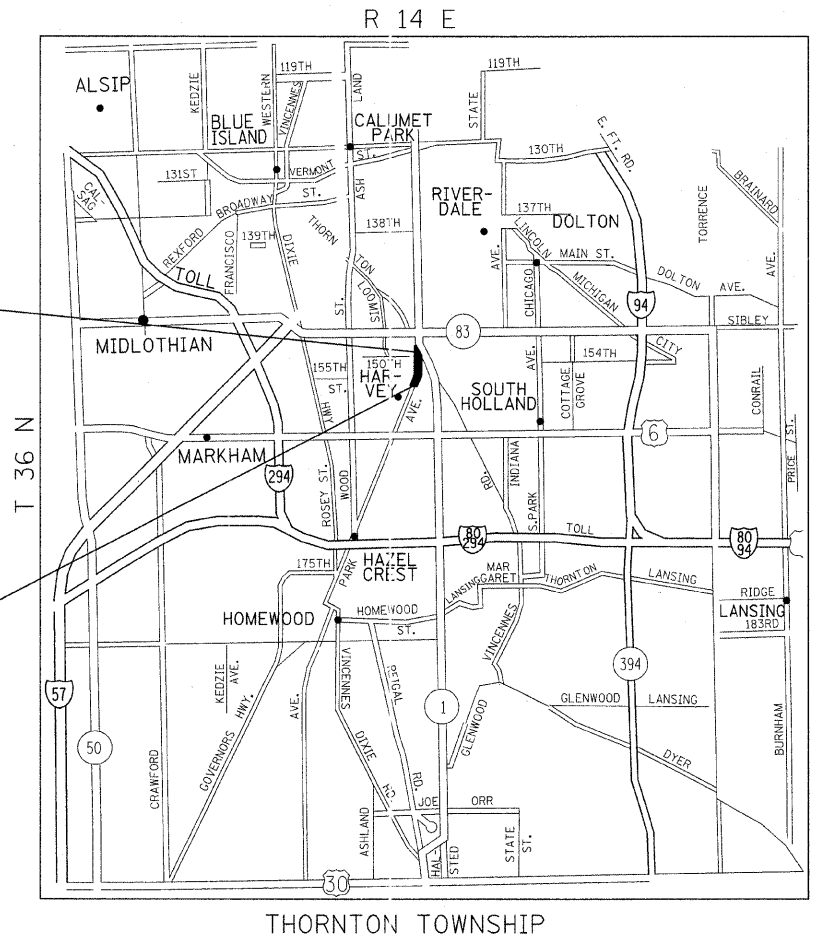 R 14 E
119TH
119TH
ALSIP
KEDZIE
WESTERN
VINCENNES
LAND
STATE
BLUE
ISLAND
CALUMET
PARK
E. FT. RD.
ST.
130TH
131ST
VERMONT
BRAINARD
CAL-
SAG
ASH
RIVER-
DALE
TORRENCE
BROADWAY
ST.
137TH
DOLTON
REXFORD
FRANCISCO
139TH
DIXIE
THORN
TON
138TH
LINCOLN
AVE.
MAIN ST.
AVE.
TOLL
LOOMIS
CHICAGO
MICHIGAN
CITY
DOLTON AVE.
94
ST.
83
SIBLEY
MIDLOTHIAN
150TH
154TH
155TH
ST.
HAR-
VEY
AVE.
AVE.
SOUTH
HOLLAND
COTTAGE
GROVE
CONRAIL
HWY
T 36 N
6
MARKHAM
PRICE ST.
294
ROSEY ST.
WOOD
RD.
INDIANA
S.PARK
TOLL
80
294
80
94
HAZEL
CREST
175TH
PARK
MAR
GARET
LANSING
THORNTON
LANSING
RIDGE
LANSING
HOMEWOOD
HOMEWOOD
ST.
183RD
VINCENNES
KEDZIE
AVE.
VINCENNES
REIGAL
394
57
1
GLENWOOD LANSING
GOVERNORS HWY.
AVE.
GLENWOOD
50
DIXIE
DYER
BURNHAM
CRAWFORD
RD.
RD.
JOE ORR
ASHLAND
STATE
ST.
HAL-
STED
30
THORNTON TOWNSHIP